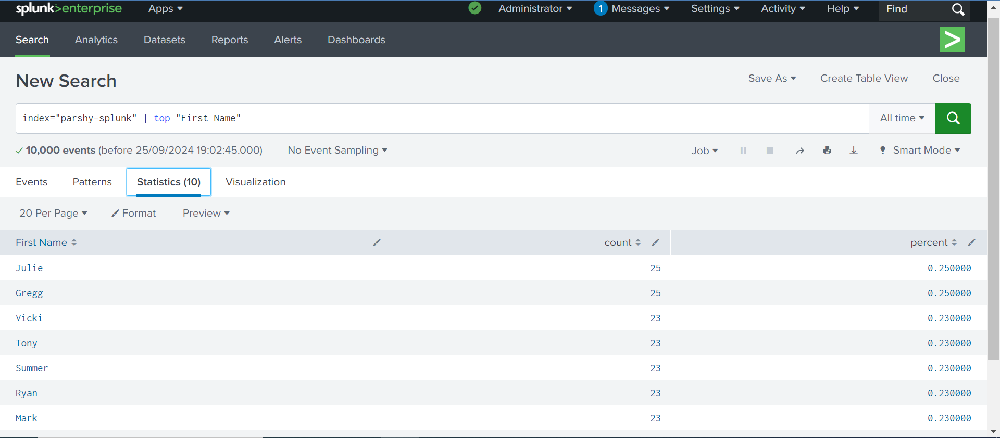 splunk>enterprise Apps Administrator 1 Messages Settings Activity Help Find
Search Analytics Datasets Reports Alerts Dashboards >
New Search Save As Create Table View Close
index="parshy-splunk" | top "First Name" All time
10,000 events (before 25/09/2024 19:02:45.000) No Event Sampling Job Smart Mode
Events Patterns Statistics (10) Visualization
20 Per Page Format Preview
First Name count percent
Julie 25 0.250000
Gregg 25 0.250000
Vicki 23 0.230000
Tony 23 0.230000
Summer 23 0.230000
Ryan 23 0.230000
Mark 23 0.230000